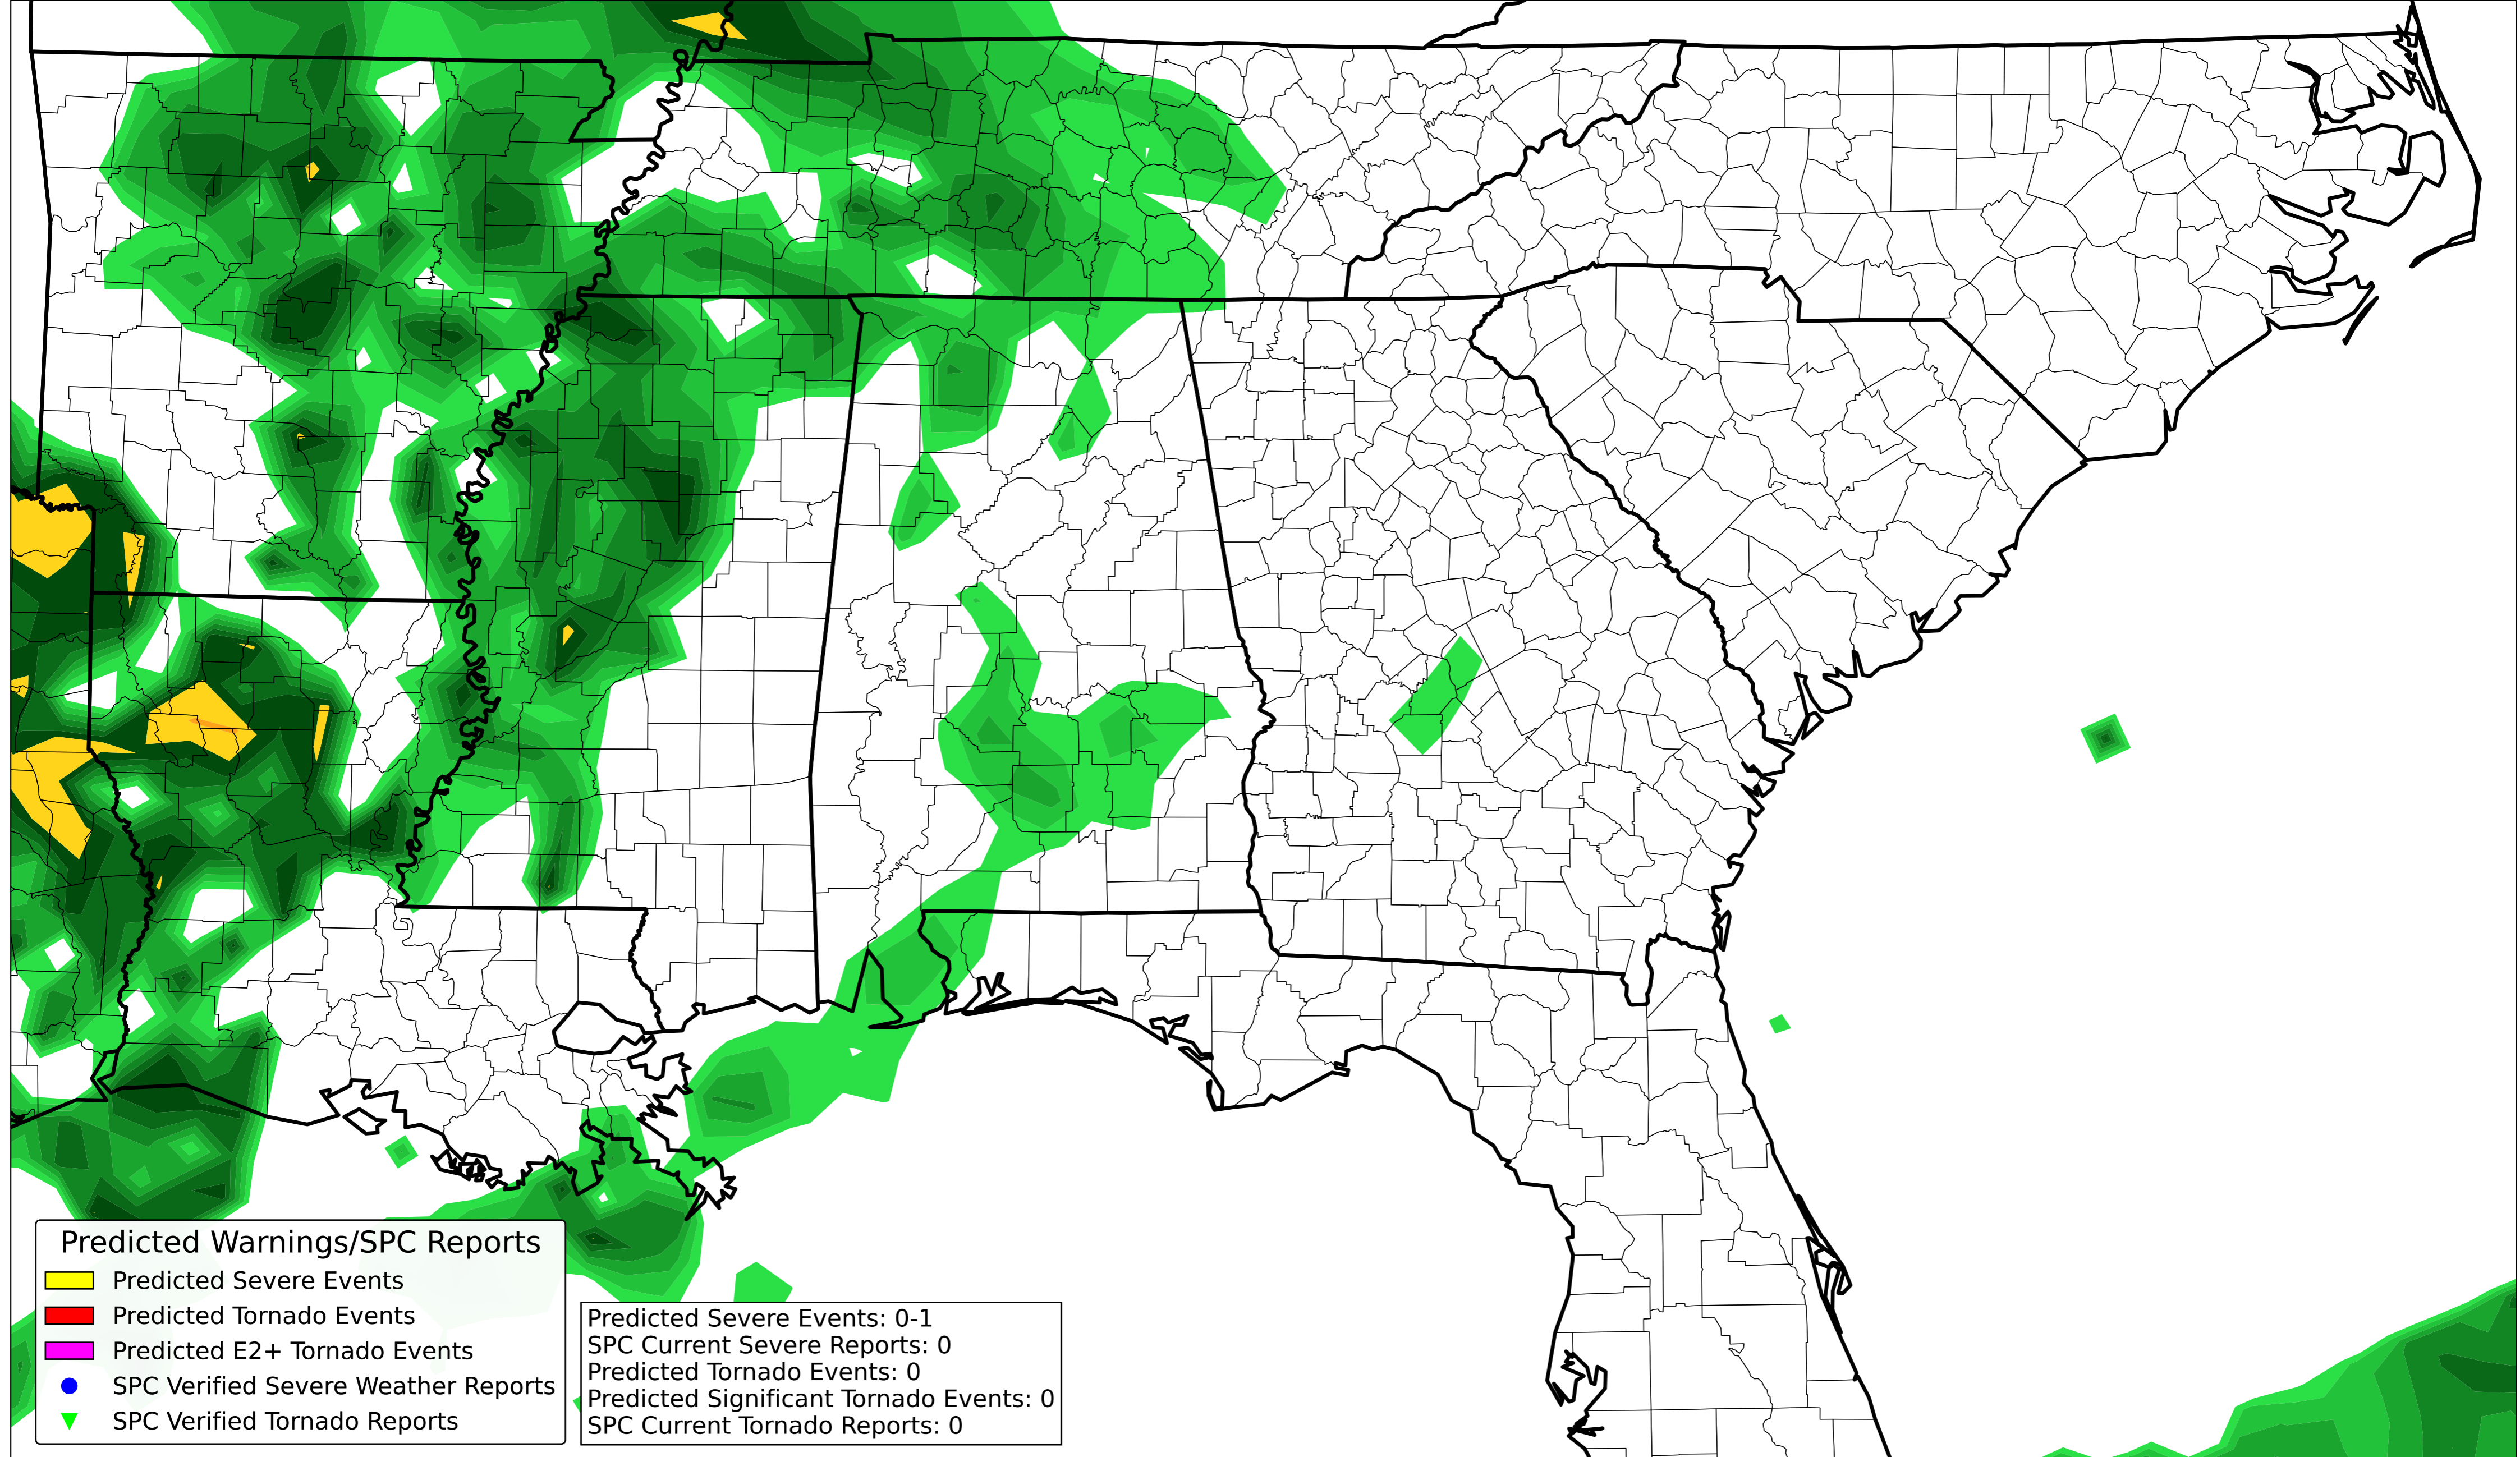 Predicted Warnings/SPC Reports
Predicted Severe Events
Predicted Tornado Events
Predicted E2+ Tornado Events
SPC Verified Severe Weather Reports
SPC Verified Tornado Reports
Predicted Severe Events: 0-1
SPC Current Severe Reports: 0
Predicted Tornado Events: 0
Predicted Significant Tornado Events: 0
SPC Current Tornado Reports: 0